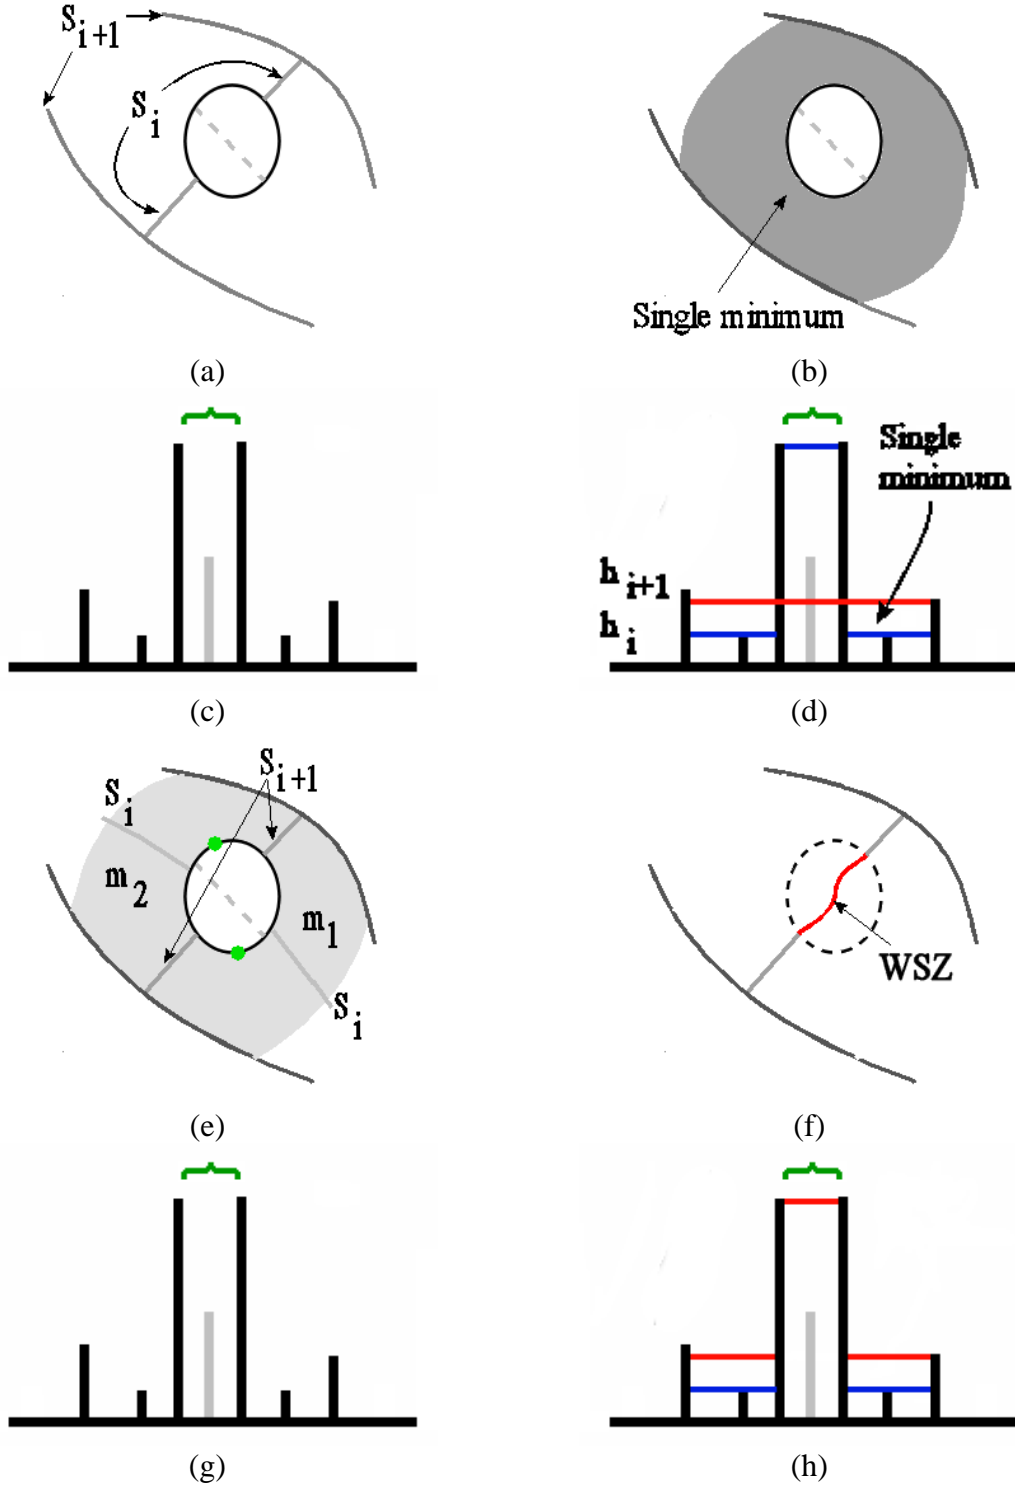 S i+1
S i
Single minimum
(a)
(b)
Single
minimum
h i+1
h i
(c)
(d)
S i+1
S i
m 2
m 1
S i
WSZ
(e)
(f)
(g)
(h)